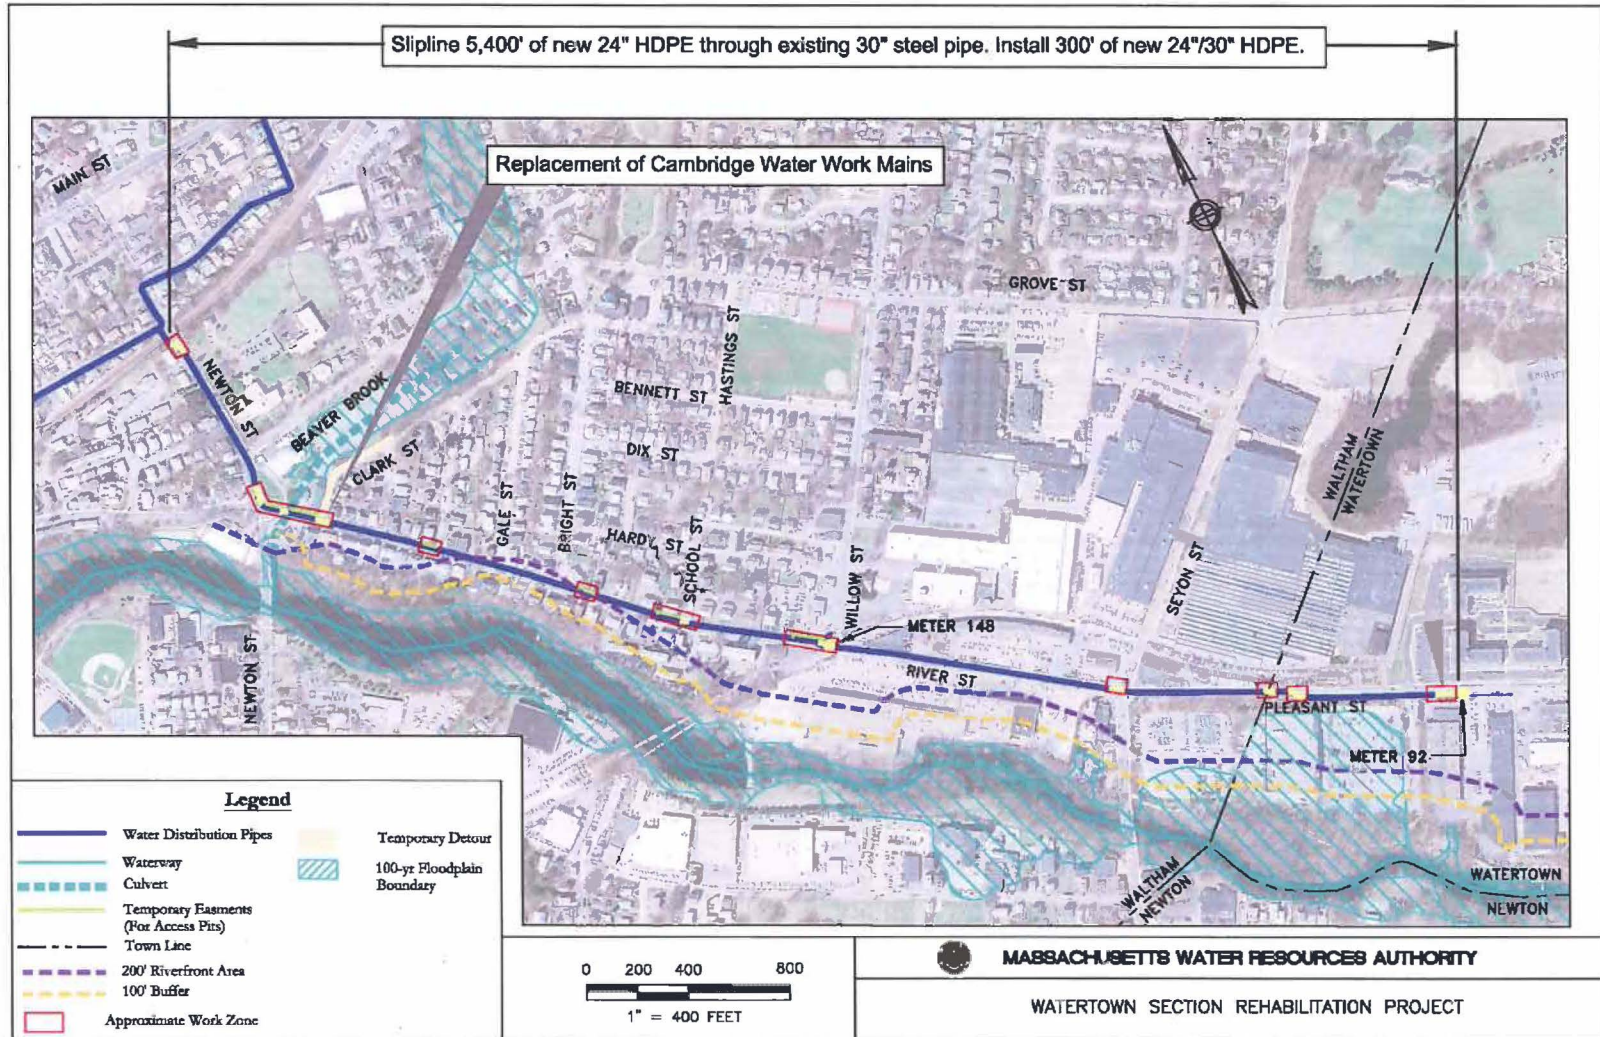 Slipline 5,400' of new 24" HDPE through existing 30" steel pipe. Install 300' of new 24"/30" HDPE.
Replacement of Cambridge Water Work Mains
MAIN ST
GROVE ST
NEWTON ST
BEAVER BROOK
CLARK ST
HASTINGS ST
BENNETT ST
DIX ST
GALE ST
BRIGHT ST
HARDY ST
SCHOOL ST
WILLOW ST
SEYON ST
WALTHAM
WATERTOWN
METER 148
RIVER ST
PLEASANT ST
METER 92
NEWTON ST
WALTHAM
NEWTON
WATERTOWN
NEWTON
Legend
Water Distribution Pipes
Waterway
Culvert
Temporary Easments
(For Access Pits)
Town Line
200' Riverfront Area
100' Buffer
Approximate Work Zone
Temporary Detour
100-yr Floodplain
Boundary
0 200 400 800
1" = 400 FEET
MASSACHUSETTS WATER RESOURCES AUTHORITY
WATERTOWN SECTION REHABILITATION PROJECT